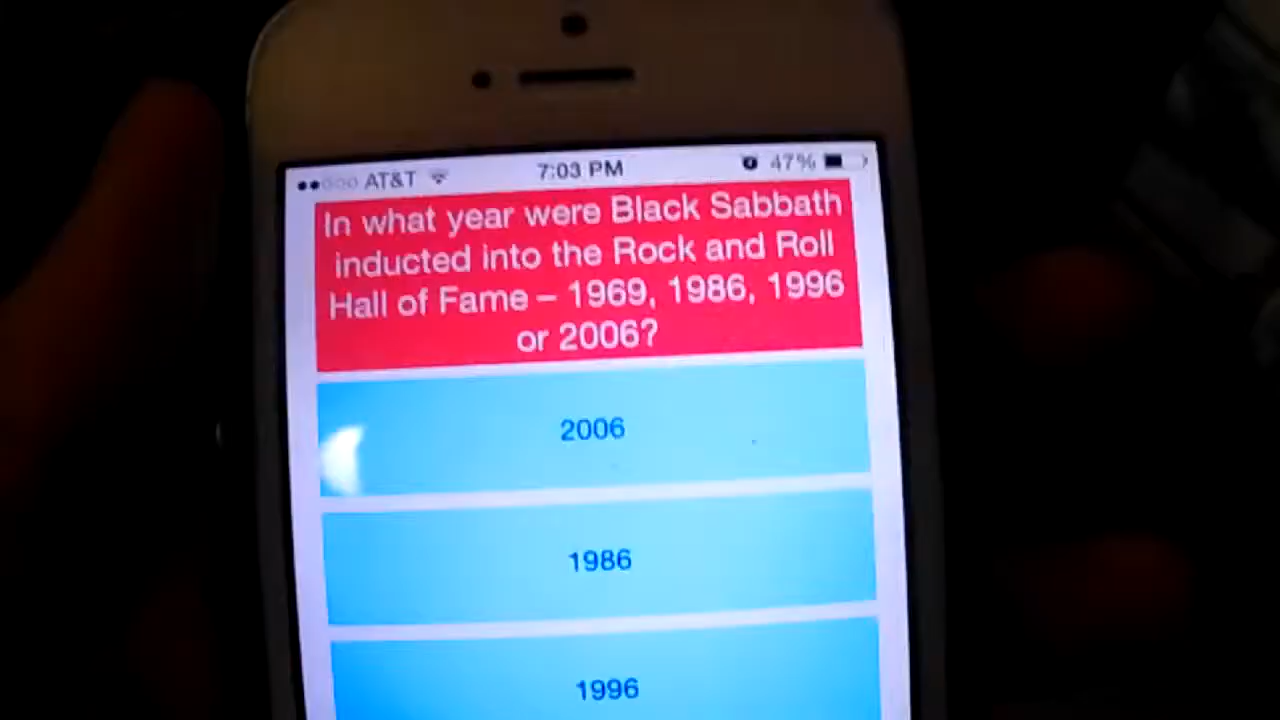 AT&T 7:03 PM 47%
In what year were Black Sabbath
inducted into the Rock and Roll
Hall of Fame – 1969, 1986, 1996
or 2006?
2006
1986
1996